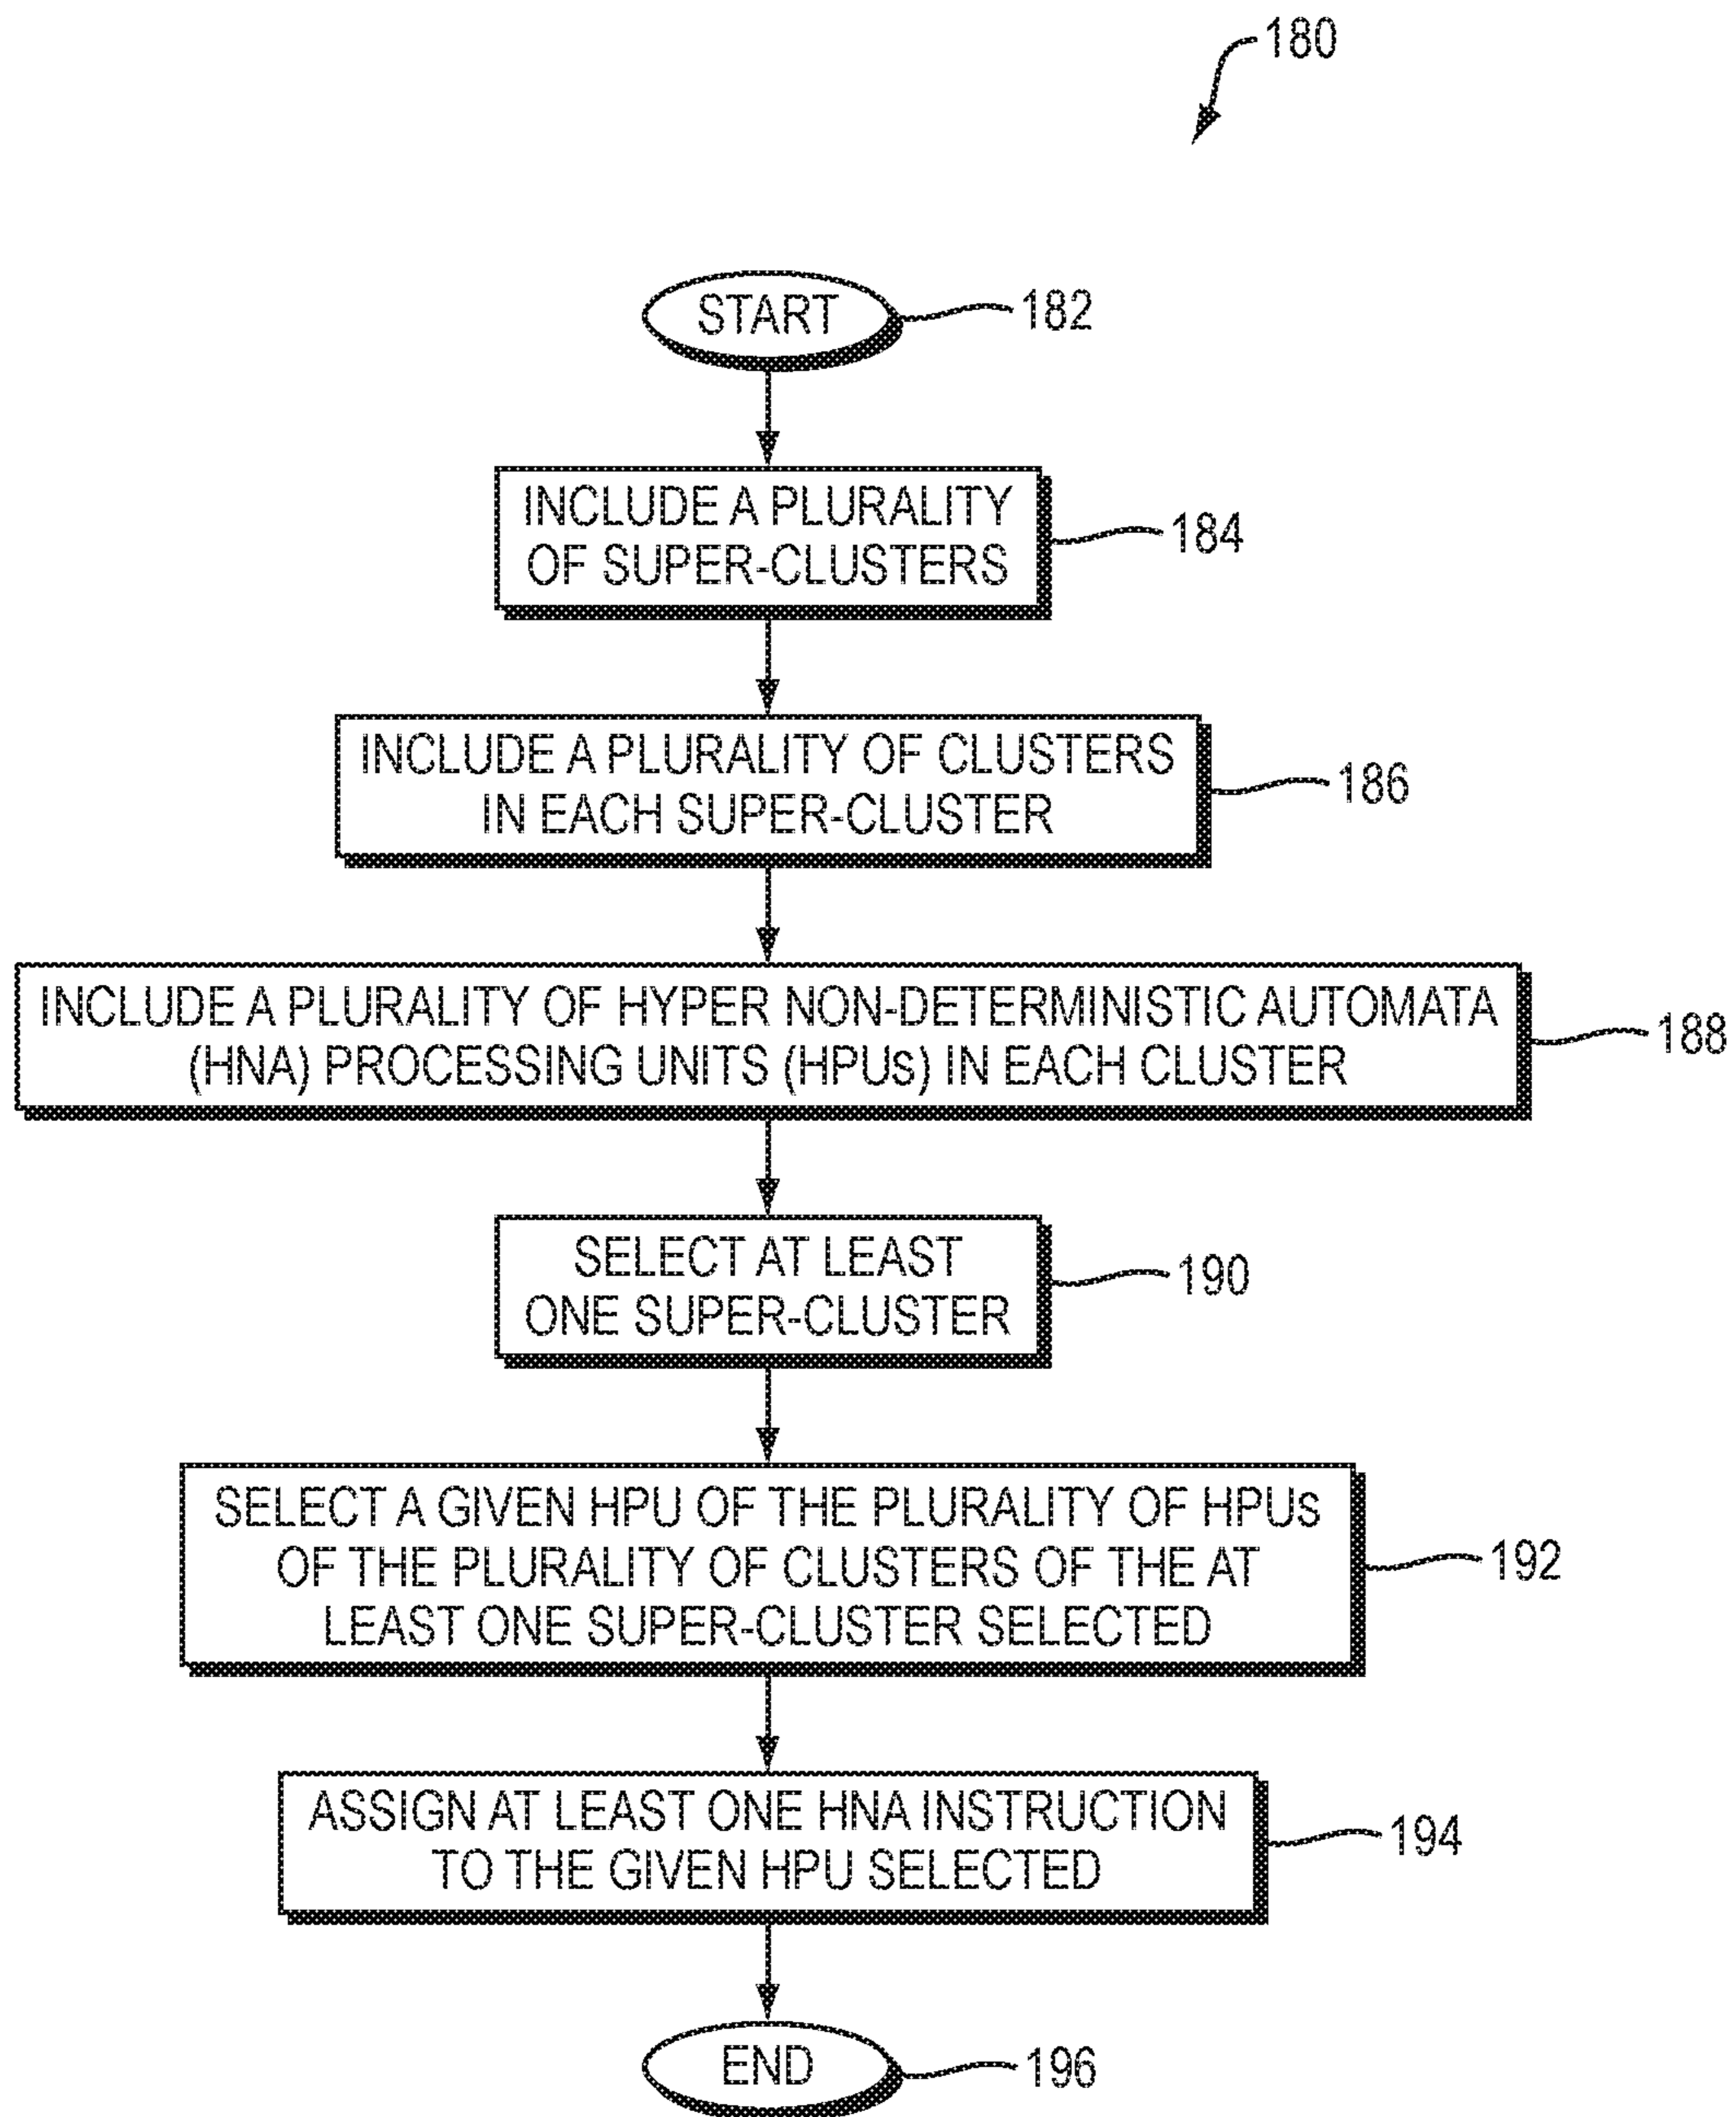 180
START
182
INCLUDE A PLURALITY
OF SUPER-CLUSTERS
184
INCLUDE A PLURALITY OF CLUSTERS
IN EACH SUPER-CLUSTER
186
INCLUDE A PLURALITY OF HYPER NON-DETERMINISTIC AUTOMATA
(HNA) PROCESSING UNITS (HPUs) IN EACH CLUSTER
188
SELECT AT LEAST
ONE SUPER-CLUSTER
190
SELECT A GIVEN HPU OF THE PLURALITY OF HPUs
OF THE PLURALITY OF CLUSTERS OF THE AT
LEAST ONE SUPER-CLUSTER SELECTED
192
ASSIGN AT LEAST ONE HNA INSTRUCTION
TO THE GIVEN HPU SELECTED
194
END
196